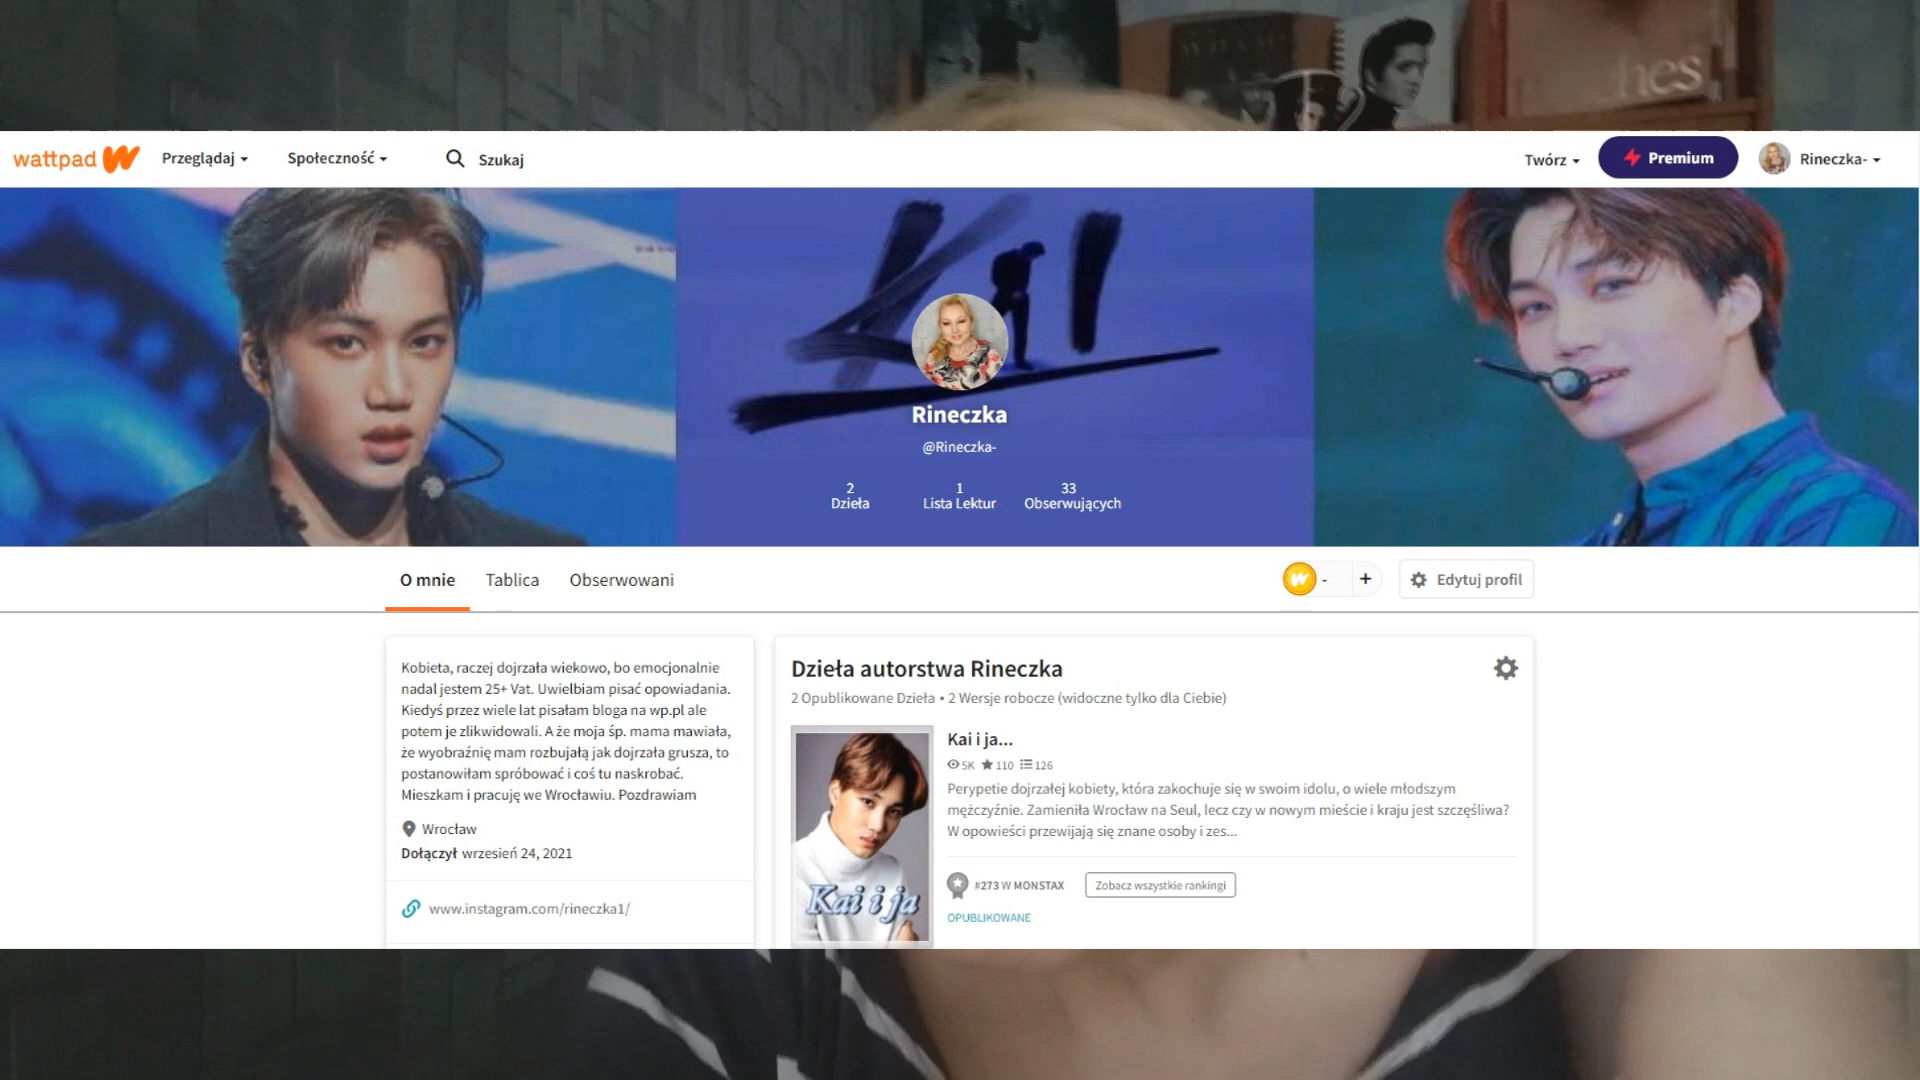 hes
wattpad
Przeglądaj
Społeczność
Szukaj
Twórz
Premium
Rineczka-
Kai
Rineczka
@Rineczka-
2
Dzieła
1
Lista Lektur
33
Obserwujących
O mnie
Tablica
Obserwowani
-
+
Edytuj profil
Kobieta, raczej dojrzała wiekowo, bo emocjonalnie
nadal jestem 25+ Vat. Uwielbiam pisać opowiadania.
Kiedyś przez wiele lat pisałam bloga na wp.pl ale
potem je zlikwidowali. A że moja śp. mama mawiała,
że wyobraźnię mam rozbujałą jak dojrzała grusza, to
postanowiłam spróbować i coś tu naskrobać.
Mieszkam i pracuję we Wrocławiu. Pozdrawiam
Wrocław
Dołączył wrzesień 24, 2021
www.instagram.com/rineczka1/
Dzieła autorstwa Rineczka
2 Opublikowane Dzieła • 2 Wersje robocze (widoczne tylko dla Ciebie)
Kai i ja
Kai i ja...
5K 110 126
Perypetie dojrzałej kobiety, która zakochuje się w swoim idolu, o wiele młodszym
mężczyźnie. Zamieniła Wrocław na Seul, lecz czy w nowym mieście i kraju jest szczęśliwa?
W opowieści przewijają się znane osoby i zes...
#273 W MONSTAX
Zobacz wszystkie rankingi
OPUBLIKOWANE